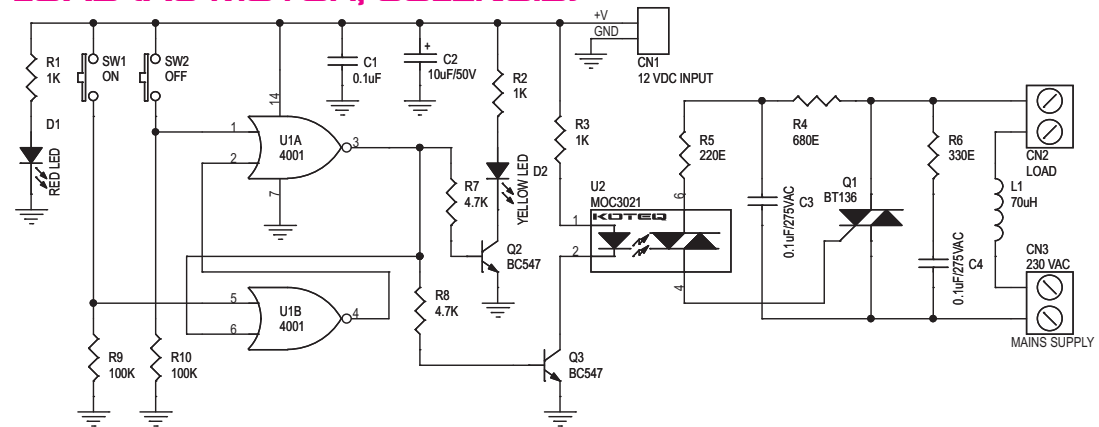 +V
GND
CN1
12 VDC INPUT
R1
1K
SW1
ON
SW2
OFF
C1
0.1uF
+
C2
10uF/50V
R2
1K
D1
RED LED
14
1
2
U1A
4001
3
7
R3
1K
YELLOW LED
D2
R7
4.7K
Q2
BC547
U2
MOC3021
KOTEQ
1
2
6
4
R5
220E
R4
680E
C3
0.1uF/275VAC
Q1
BT136
R6
330E
C4
0.1uF/275VAC
CN2
LOAD
L1
70uH
CN3
230 VAC
MAINS SUPPLY
5
6
U1B
4001
4
R8
4.7K
R9
100K
R10
100K
Q3
BC547